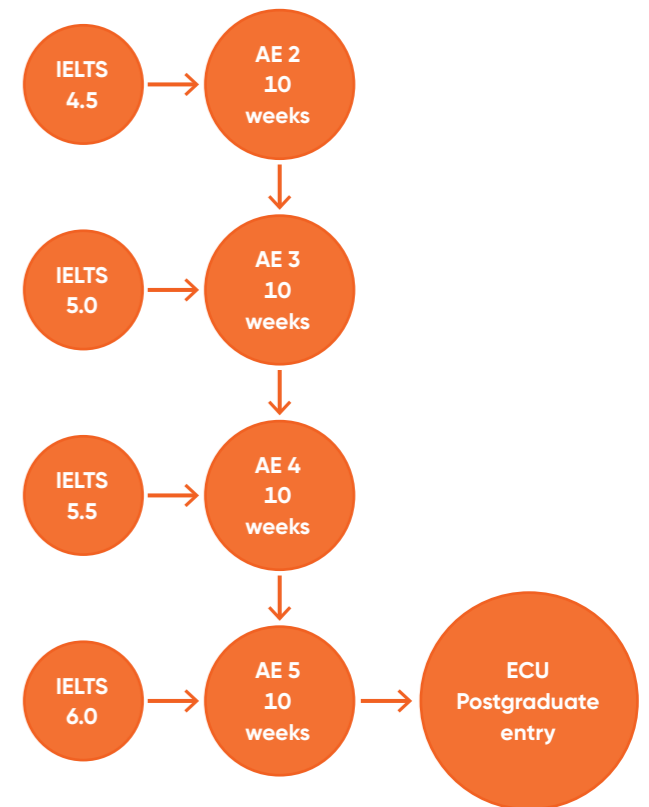 IELTS
4.5
AE 2
10
weeks
IELTS
5.0
AE 3
10
weeks
IELTS
5.5
AE 4
10
weeks
IELTS
6.0
AE 5
10
weeks
ECU
Postgraduate
entry